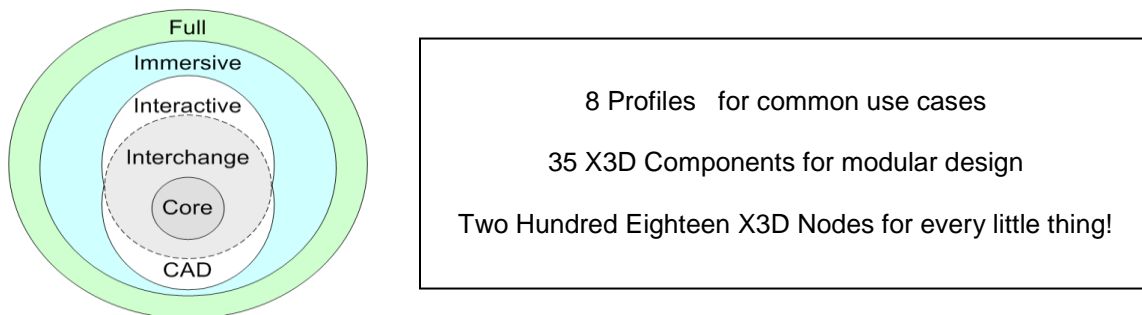 Full
Immersive
Interactive
Interchange
Core
CAD
8 Profiles for common use cases
35 X3D Components for modular design
Two Hundred Eighteen X3D Nodes for every little thing!